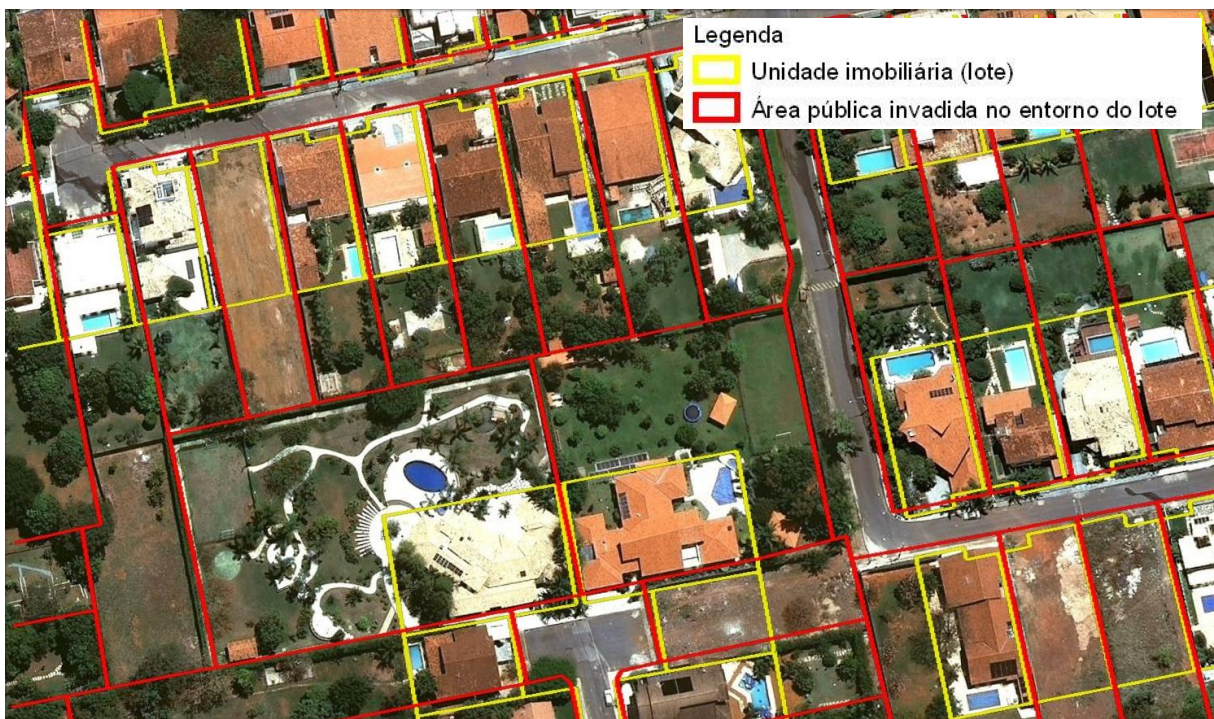 Legenda
Unidade imobiliária (lote)
Área pública invadida no entorno do lote